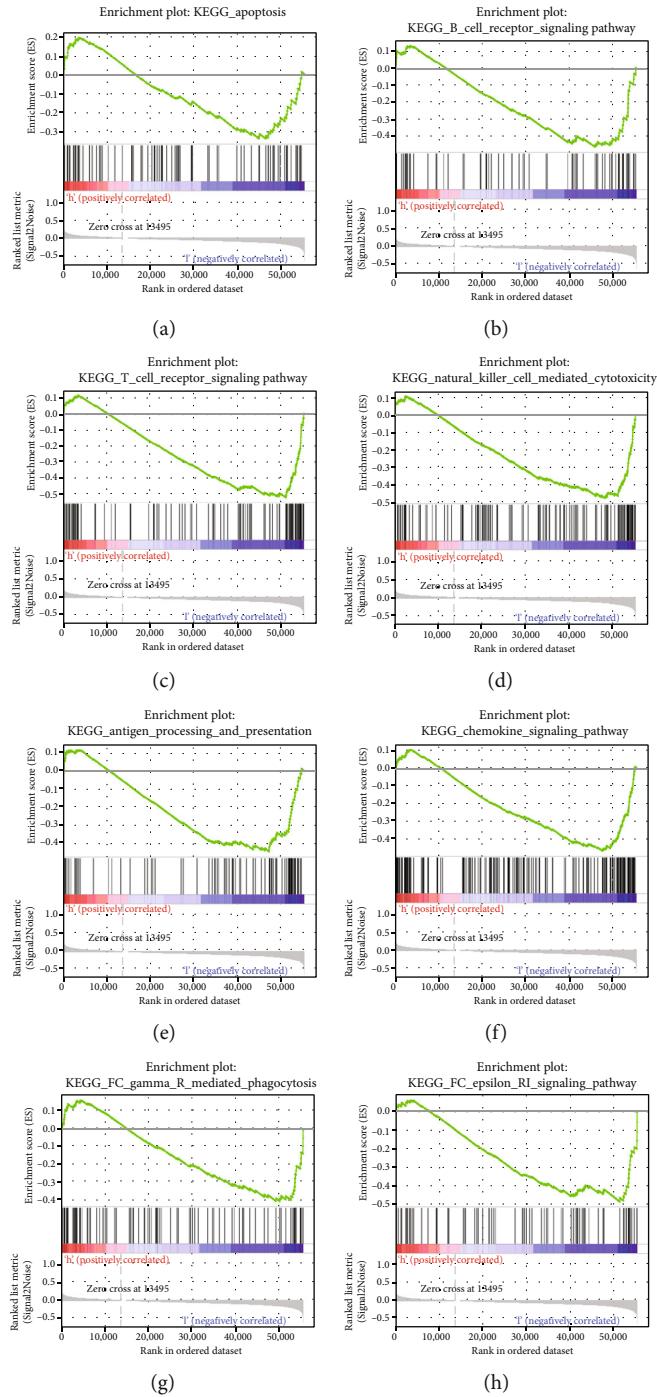 Enrichment plot: KEGG_apoptosis
Enrichment score (ES)
0.2
0.1
0.0
−0.1
−0.2
−0.3
'h' (positively correlated)
Ranked list metric
(Signal2Noise)
1.0
0.5
0.0
−0.5
Zero cross at 13495
'l' (negatively correlated)
0 10,000 20,000 30,000 40,000 50,000
Rank in ordered dataset
(a)
Enrichment plot:
KEGG_B_cell_receptor_signaling pathway
Enrichment score (ES)
0.1
0.0
−0.1
−0.2
−0.3
−0.4
'h' (positively correlated)
Ranked list metric
(Signal2Noise)
1.0
0.5
0.0
−0.5
Zero cross at 13495
'l' (negatively correlated)
0 10,000 20,000 30,000 40,000 50,000
Rank in ordered dataset
(b)
Enrichment plot:
KEGG_T_cell_receptor_signaling pathway
Enrichment score (ES)
0.1
0.0
−0.1
−0.2
−0.3
−0.4
−0.5
'h' (positively correlated)
Ranked list metric
(Signal2Noise)
1.0
0.5
0.0
−0.5
Zero cross at 13495
'l' (negatively correlated)
0 10,000 20,000 30,000 40,000 50,000
Rank in ordered dataset
(c)
Enrichment plot:
KEGG_natural_killer_cell_mediated_cytotoxicity
Enrichment score (ES)
0.1
0.0
−0.1
−0.2
−0.3
−0.4
'h' (positively correlated)
Ranked list metric
(Signal2Noise)
1.0
0.5
0.0
−0.5
Zero cross at 13495
'l' (negatively correlated)
0 10,000 20,000 30,000 40,000 50,000
Rank in ordered dataset
(d)
Enrichment plot:
KEGG_antigen_processing_and_presentation
Enrichment score (ES)
0.1
0.0
−0.1
−0.2
−0.3
−0.4
'h' (positively correlated)
Ranked list metric
(Signal2Noise)
1.0
0.5
0.0
−0.5
Zero cross at 13495
'l' (negatively correlated)
0 10,000 20,000 30,000 40,000 50,000
Rank in ordered dataset
(e)
Enrichment plot:
KEGG_chemokine_signaling_pathway
Enrichment score (ES)
0.1
0.0
−0.1
−0.2
−0.3
−0.4
'h' (positively correlated)
Ranked list metric
(Signal2Noise)
1.0
0.5
0.0
−0.5
Zero cross at 13495
'l' (negatively correlated)
0 10,000 20,000 30,000 40,000 50,000
Rank in ordered dataset
(f)
Enrichment plot:
KEGG_FC_gamma_R_mediated_phagocytosis
Enrichment score (ES)
0.1
0.0
−0.1
−0.2
−0.3
−0.4
'h' (positively correlated)
Ranked list metric
(Signal2Noise)
1.0
0.5
0.0
−0.5
Zero cross at 13495
'l' (negatively correlated)
0 10,000 20,000 30,000 40,000 50,000
Rank in ordered dataset
(g)
Enrichment plot:
KEGG_FC_epsilon_RI_signaling_pathway
Enrichment score (ES)
0.0
−0.1
−0.2
−0.3
−0.4
−0.5
'h' (positively correlated)
Ranked list metric
(Signal2Noise)
1.0
0.5
0.0
−0.5
Zero cross at 13495
'l' (negatively correlated)
0 10,000 20,000 30,000 40,000 50,000
Rank in ordered dataset
(h)